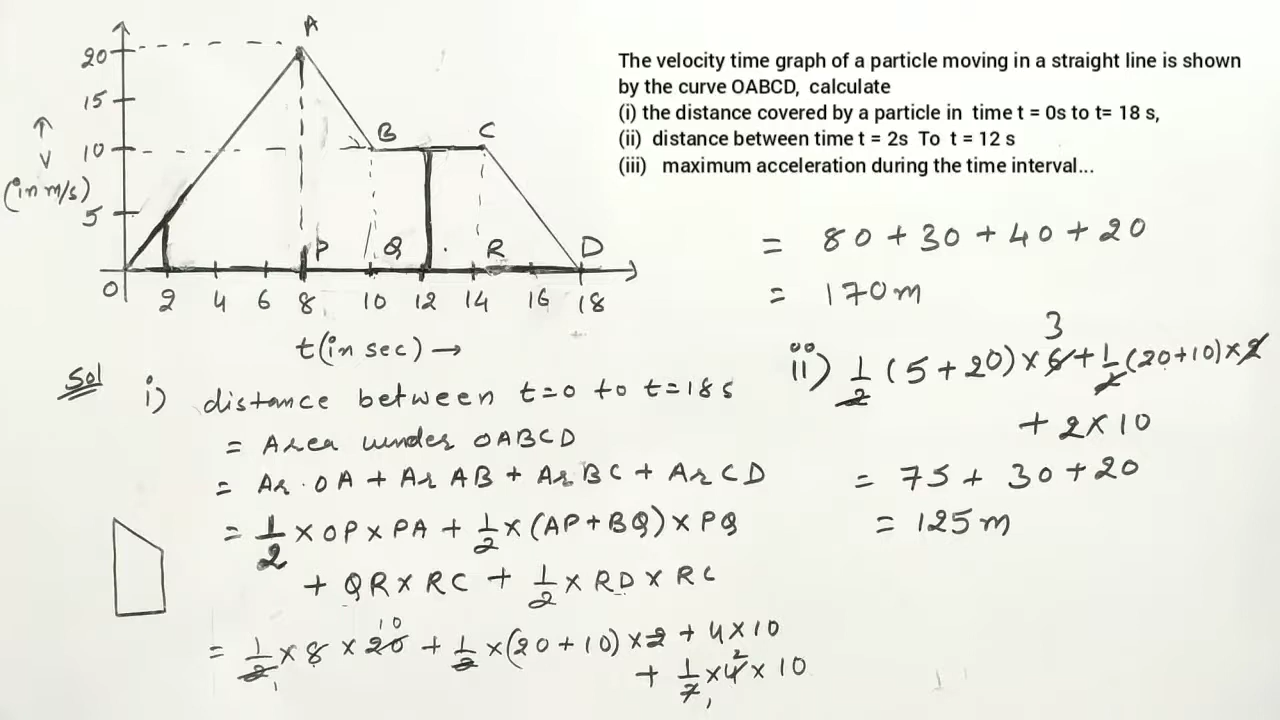 A
20
15
B
C
10
↑
V
(in m/s)
5
P
Q
R
D
0
2 4 6 8 10 12 14 16 18
t(in sec) →
The velocity time graph of a particle moving in a straight line is shown
by the curve OABCD, calculate
(i) the distance covered by a particle in time t = 0s to t= 18 s,
(ii) distance between time t = 2s To t = 12 s
(iii) maximum acceleration during the time interval...
Sol
i) distance between t=0 to t=18s
= Area under OABCD
= Ar. OA + Ar AB + Ar BC + Ar CD
= 1/2 × OP × PA + 1/2 × (AP + BQ) × PQ
+ QR × RC + 1/2 × RD × RC
10
= 1/2 × 8 × 20 + 1/2 × (20 + 10) × 2 + 4 × 10
2
+ 1/2 × 4 × 10
= 80 + 30 + 40 + 20
= 170m
3
ii) 1/2 (5 + 20) × 6 + 1/2 (20+10) × 2
+ 2 × 10
= 75 + 30 + 20
= 125 m